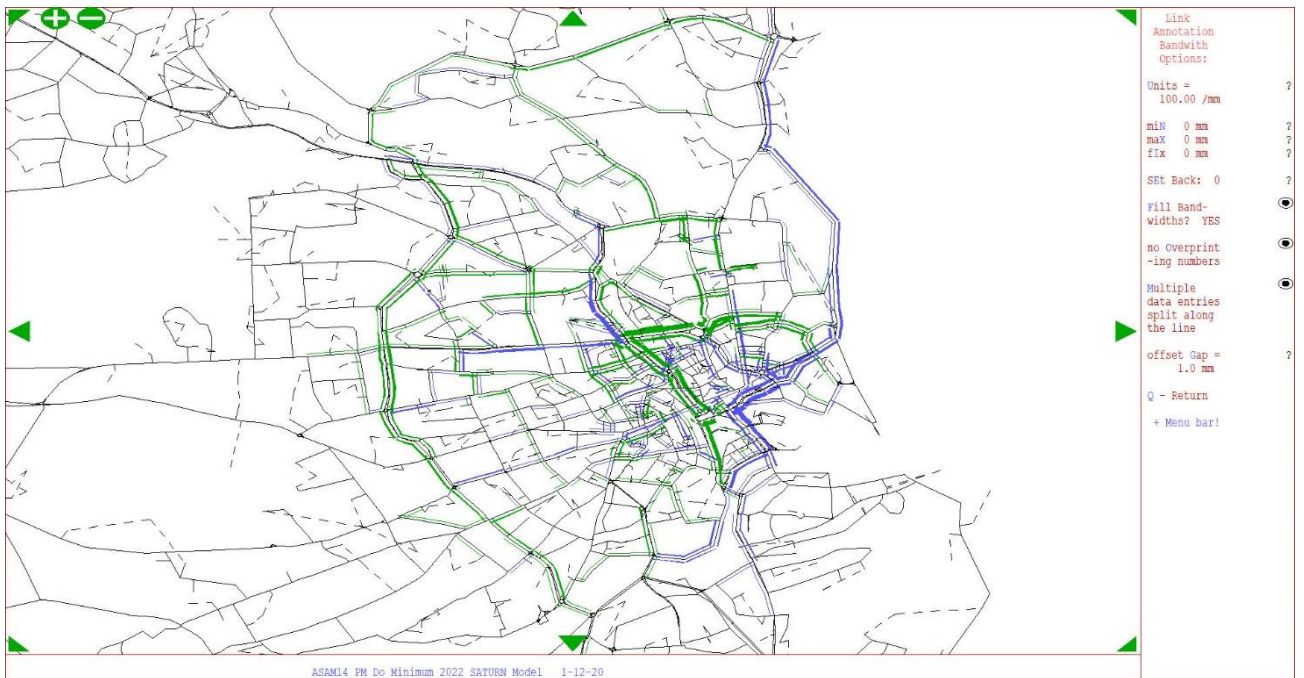 Link
Annotation
Bandwith
Options:
Units = ?
100.00 /mm
miN 0 mm ?
maX 0 mm ?
fIx 0 mm ?
SEt Back: 0 ?
Fill Band-
widths? YES
no Overprint
-ing numbers
Multiple
data entries
split along
the line
offset Gap = ?
1.0 mm
Q - Return
+ Menu bar!
ASAM14 PM Do Minimum 2022 SATURN Model 1-12-20